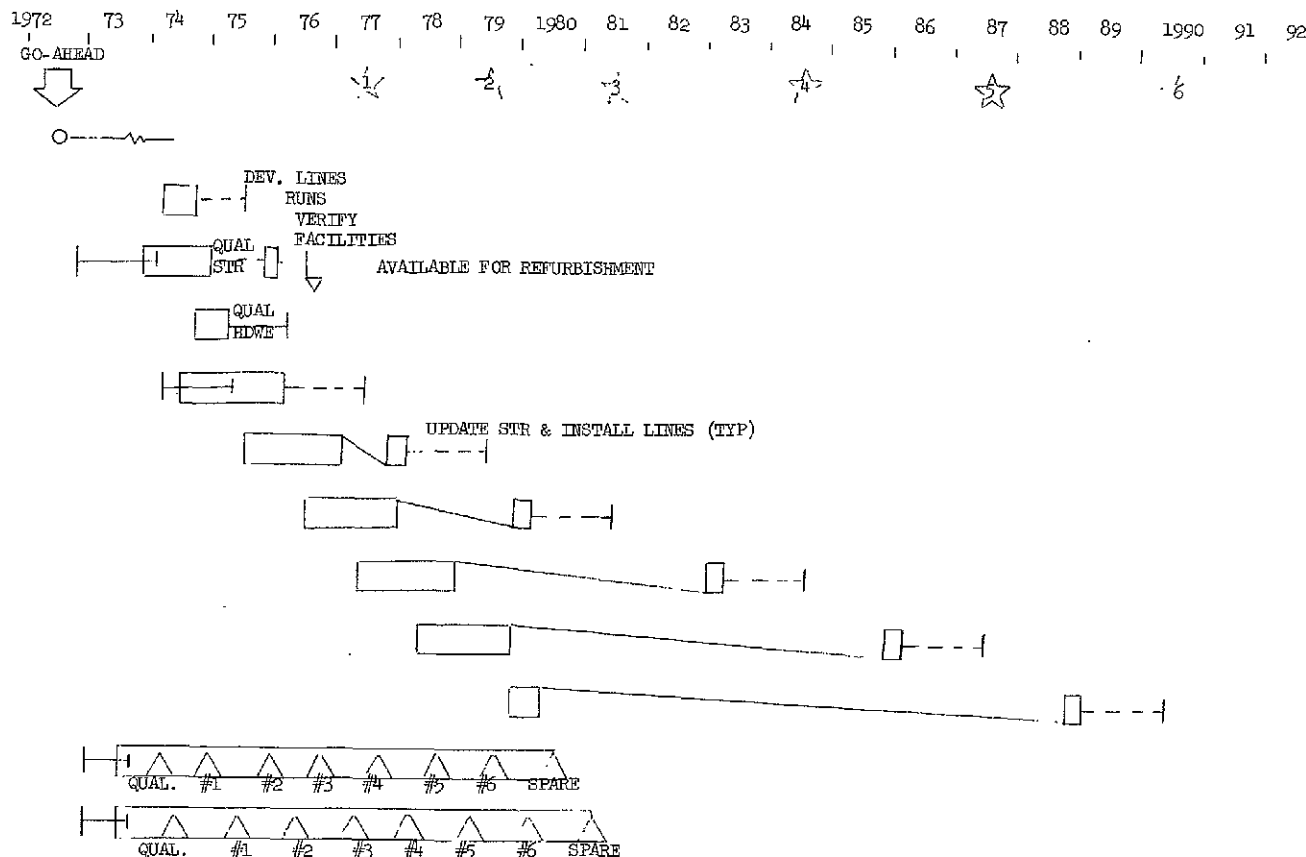 1972 73 74 75 76 77 78 79 1980 81 82 83 84 85 86 87 88 89 1990 91 92
GO-AHEAD
1 2 3 4 5 6
DEV. LINES
RUNS
VERIFY
FACILITIES
QUAL
STR
AVAILABLE FOR REFURBISHMENT
QUAL
HDWE
UPDATE STR & INSTALL LINES (TYP)
QUAL. #1 #2 #3 #4 #5 #6 SPARE
QUAL. #1 #2 #3 #4 #5 #6 SPARE